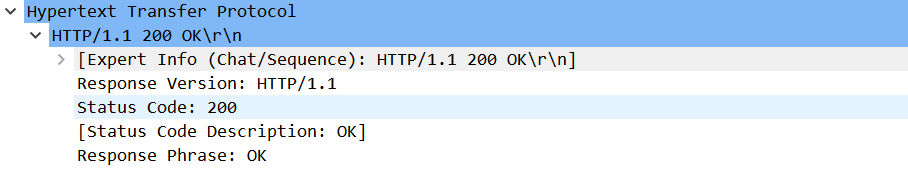 Hypertext Transfer Protocol
HTTP/1.1 200 OK\r\n
[Expert Info (Chat/Sequence): HTTP/1.1 200 OK\r\n]
Response Version: HTTP/1.1
Status Code: 200
[Status Code Description: OK]
Response Phrase: OK